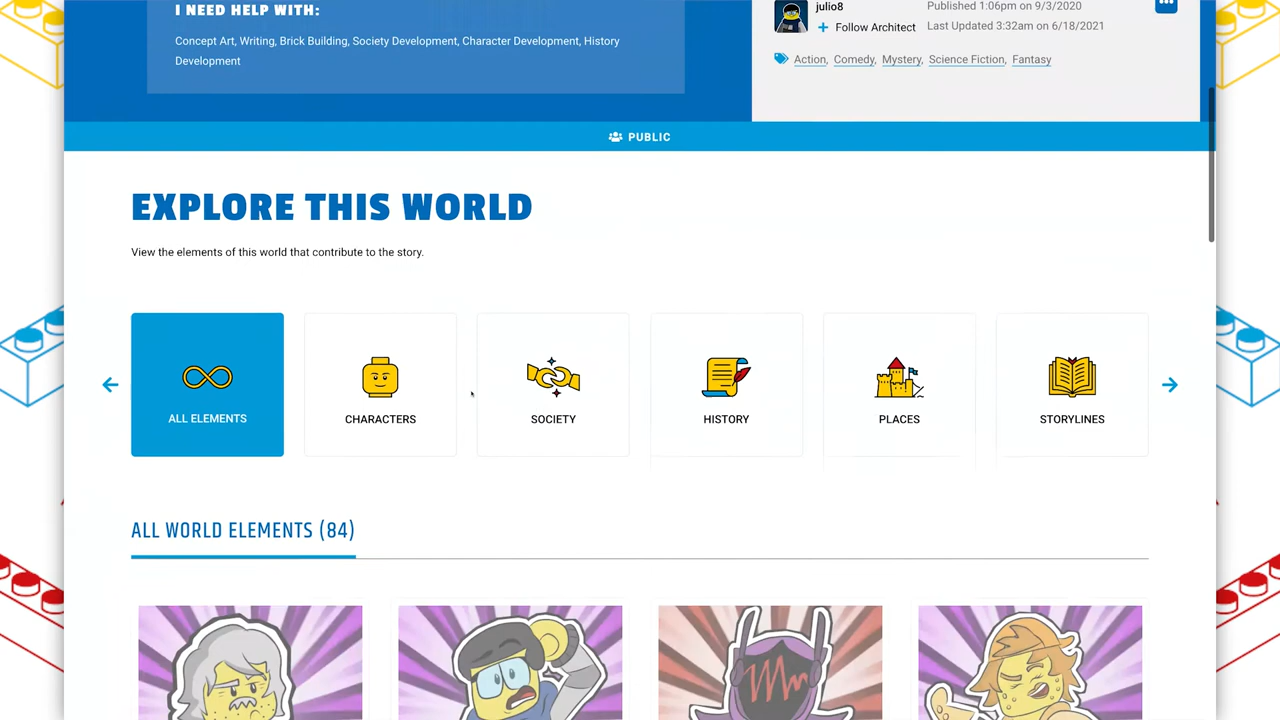 I NEED HELP WITH:
Concept Art, Writing, Brick Building, Society Development, Character Development, History
Development
julio8
Follow Architect
Published 1:06pm on 9/3/2020
Last Updated 3:32am on 6/18/2021
Action, Comedy, Mystery, Science Fiction, Fantasy
PUBLIC
EXPLORE THIS WORLD
View the elements of this world that contribute to the story.
ALL ELEMENTS
CHARACTERS
SOCIETY
HISTORY
PLACES
STORYLINES
ALL WORLD ELEMENTS (84)